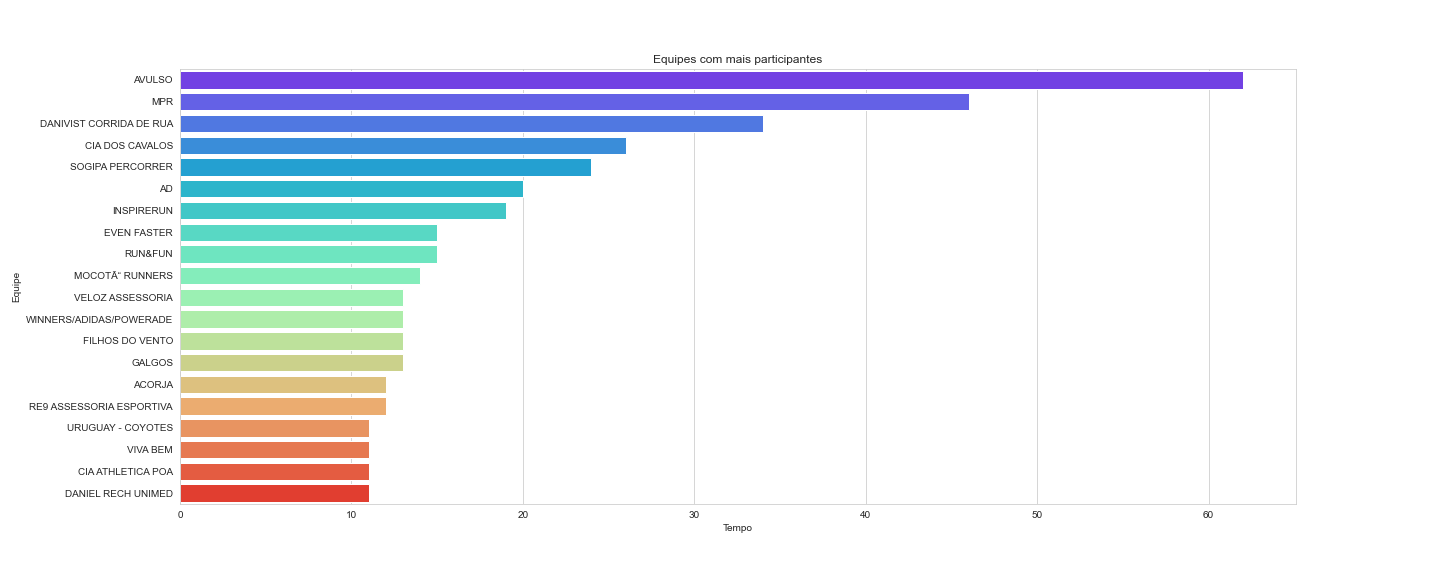 Equipes com mais participantes
Equipe
AVULSO
MPR
DANIVIST CORRIDA DE RUA
CIA DOS CAVALOS
SOGIPA PERCORRER
AD
INSPIRERUN
EVEN FASTER
RUN&FUN
MOCOTÃ“ RUNNERS
VELOZ ASSESSORIA
WINNERS/ADIDAS/POWERADE
FILHOS DO VENTO
GALGOS
ACORJA
RE9 ASSESSORIA ESPORTIVA
URUGUAY - COYOTES
VIVA BEM
CIA ATHLETICA POA
DANIEL RECH UNIMED
0 10 20 30 40 50 60
Tempo